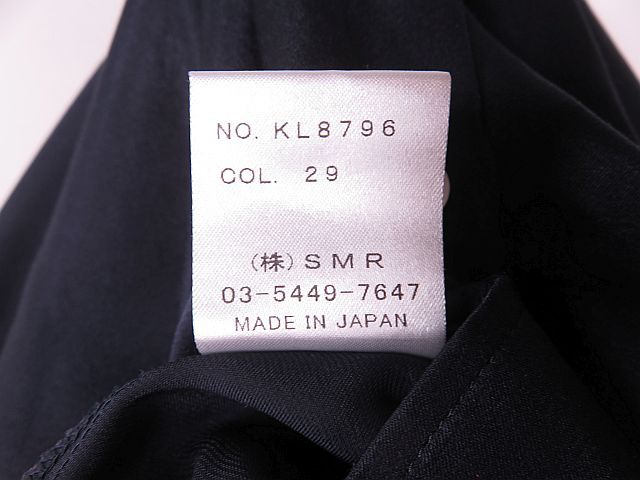 NO. KL8796
COL. 29
(株)SMR
03-5449-7647
MADE IN JAPAN